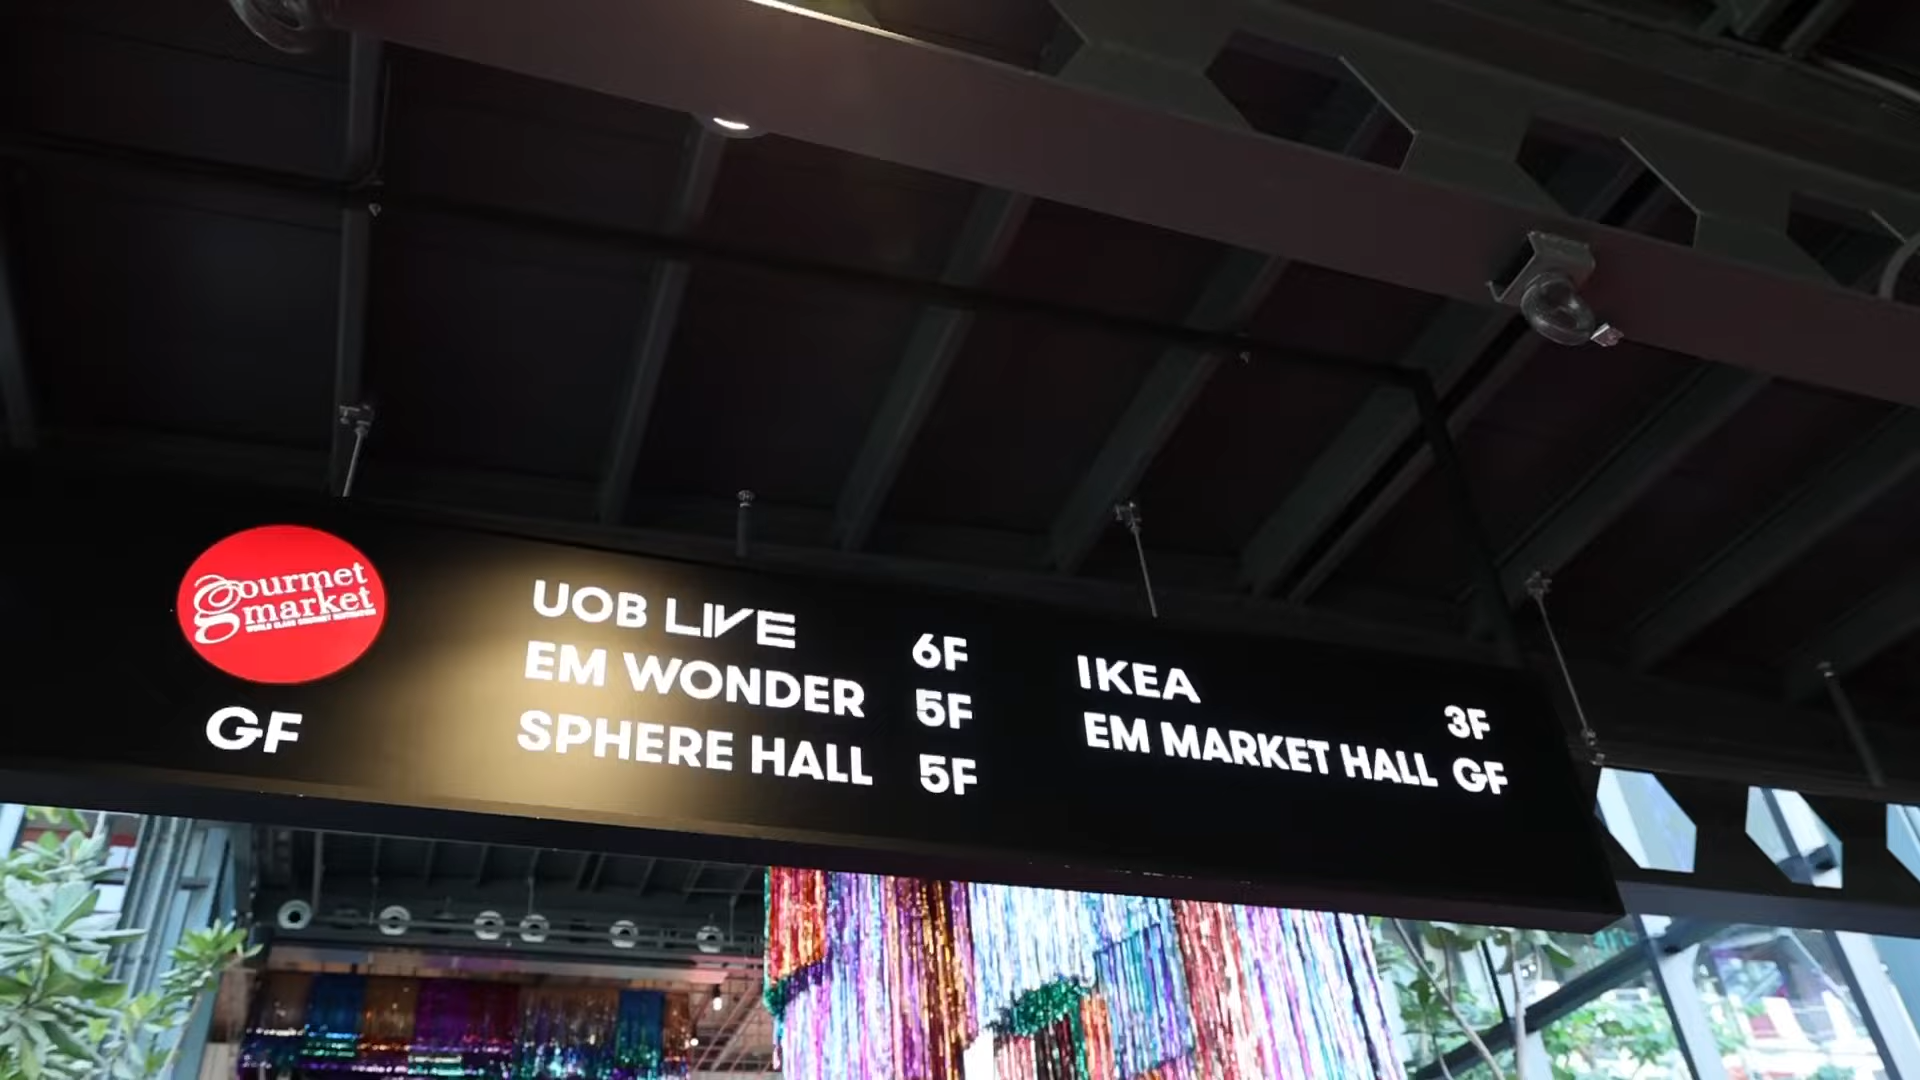 gourmet
market
GF
UOB LIVE 6F
EM WONDER 5F
SPHERE HALL 5F
IKEA 3F
EM MARKET HALL GF